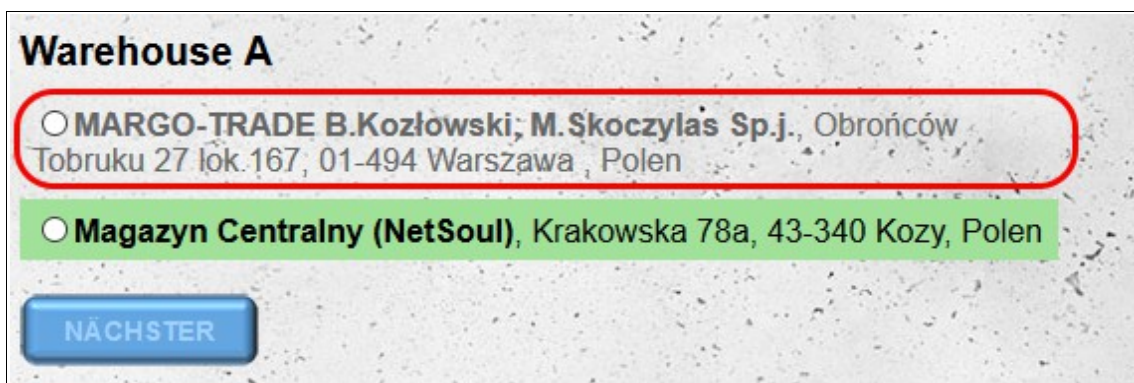 Warehouse A
MARGO-TRADE B.Kozłowski, M.Skoczylas Sp.j., Obrońców
Tobruku 27 lok.167, 01-494 Warszawa , Polen
Magazyn Centralny (NetSoul), Krakowska 78a, 43-340 Kozy, Polen
NÄCHSTER